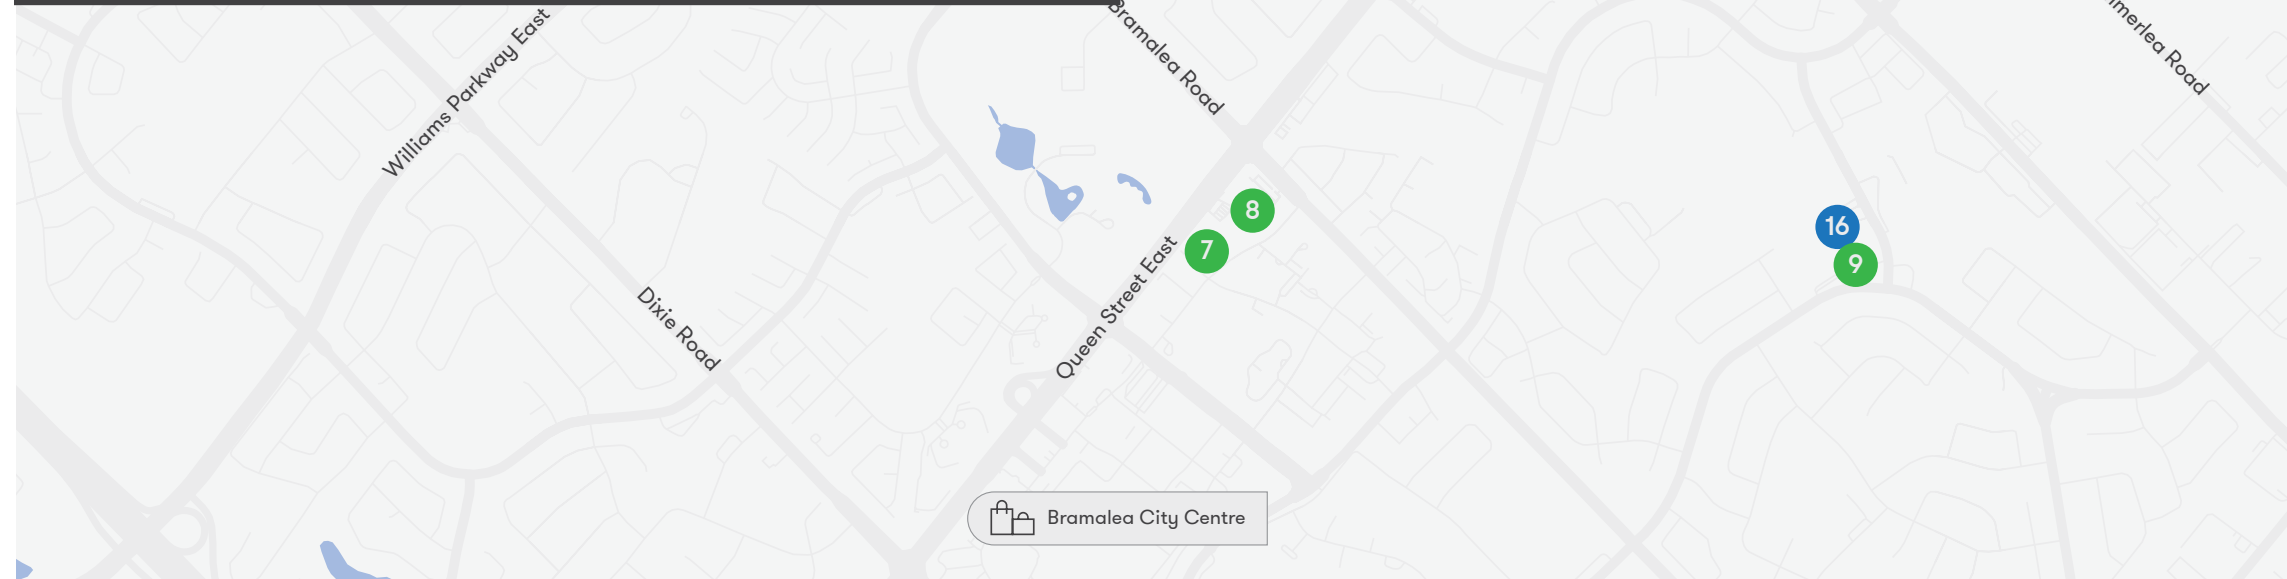 Williams Parkway East
Bramalea Road
merlea Road
8
7
16
9
Queen Street East
Dixie Road
Bramalea City Centre